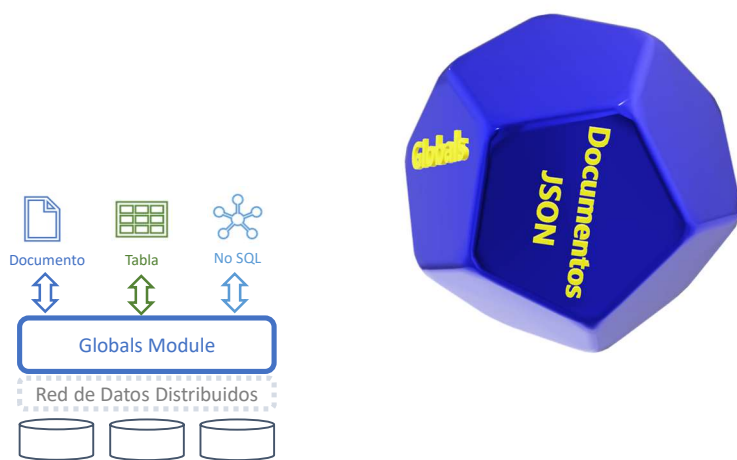 Globals
Documentos
JSON
Documento
Tabla
No SQL
Globals Module
Red de Datos Distribuidos